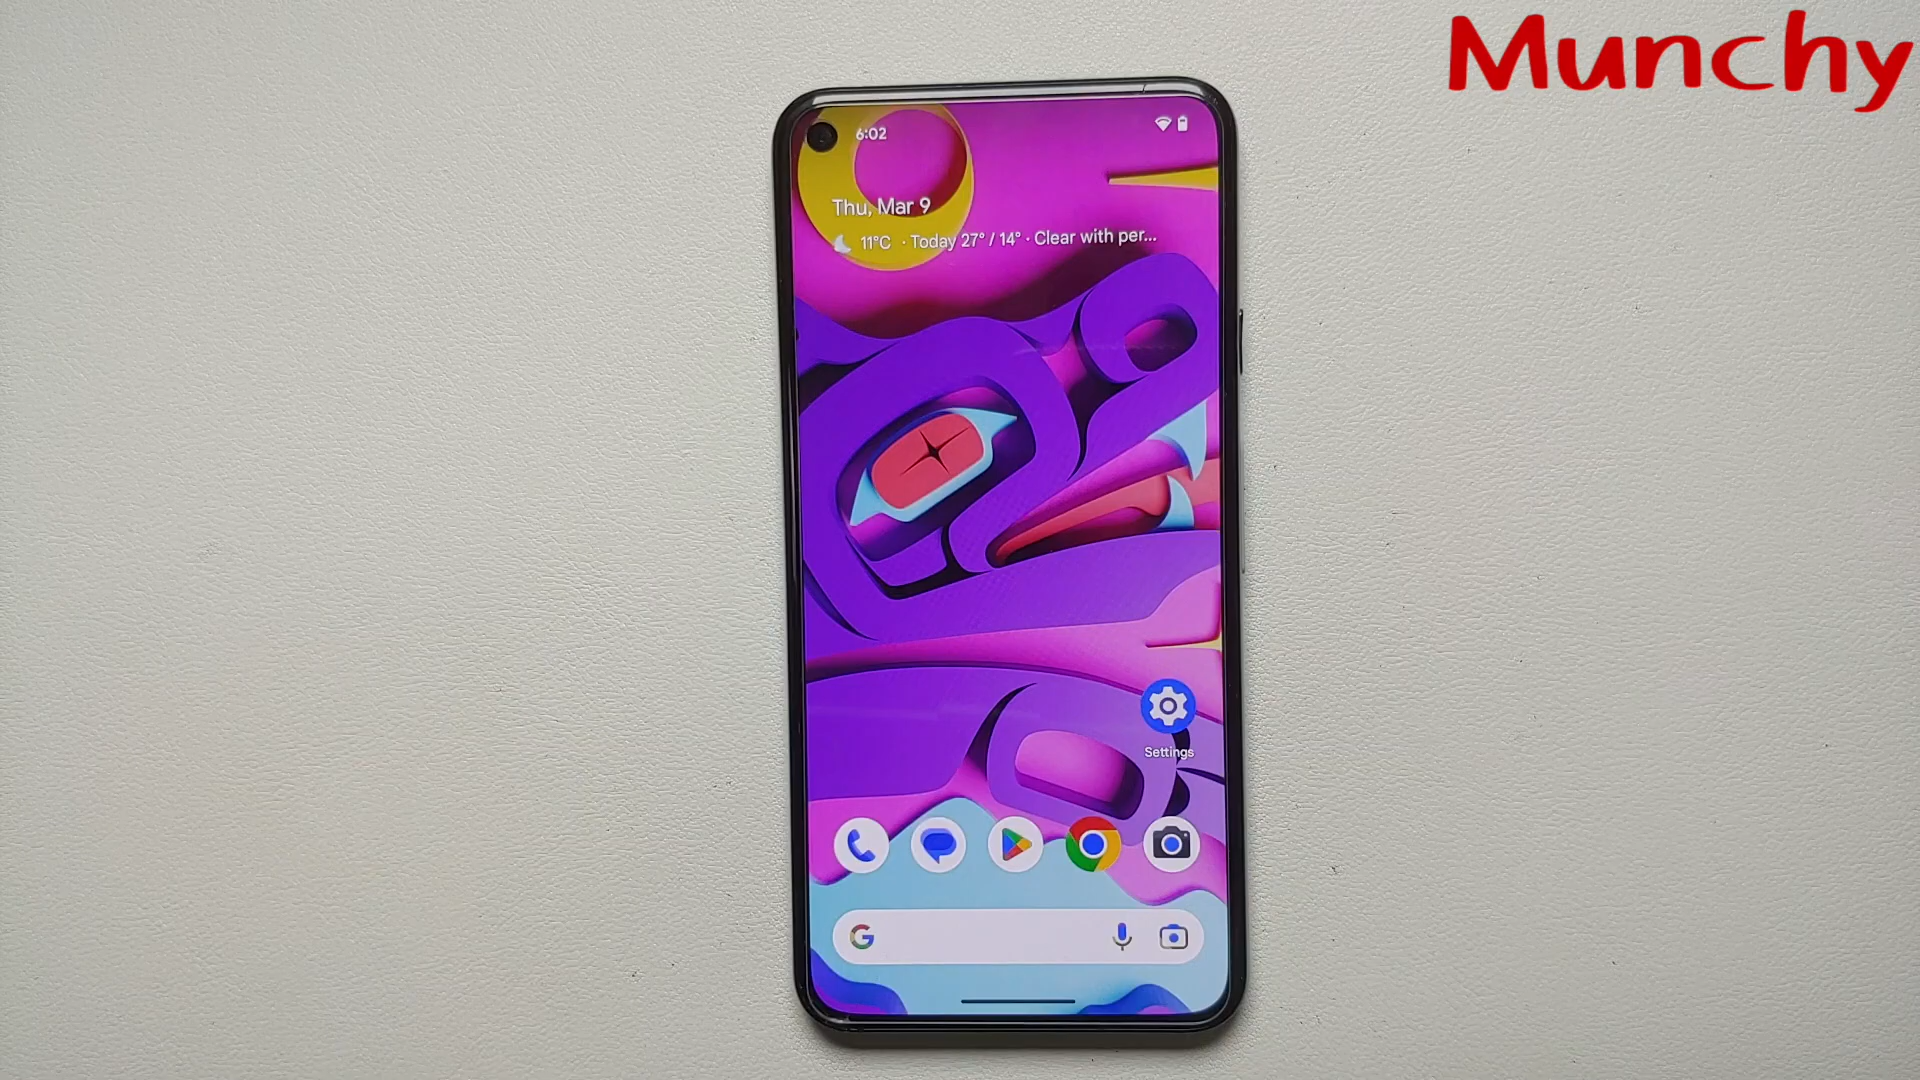 Munchy
6:02
Thu, Mar 9
11°C · Today 27° / 14° · Clear with per...
Settings